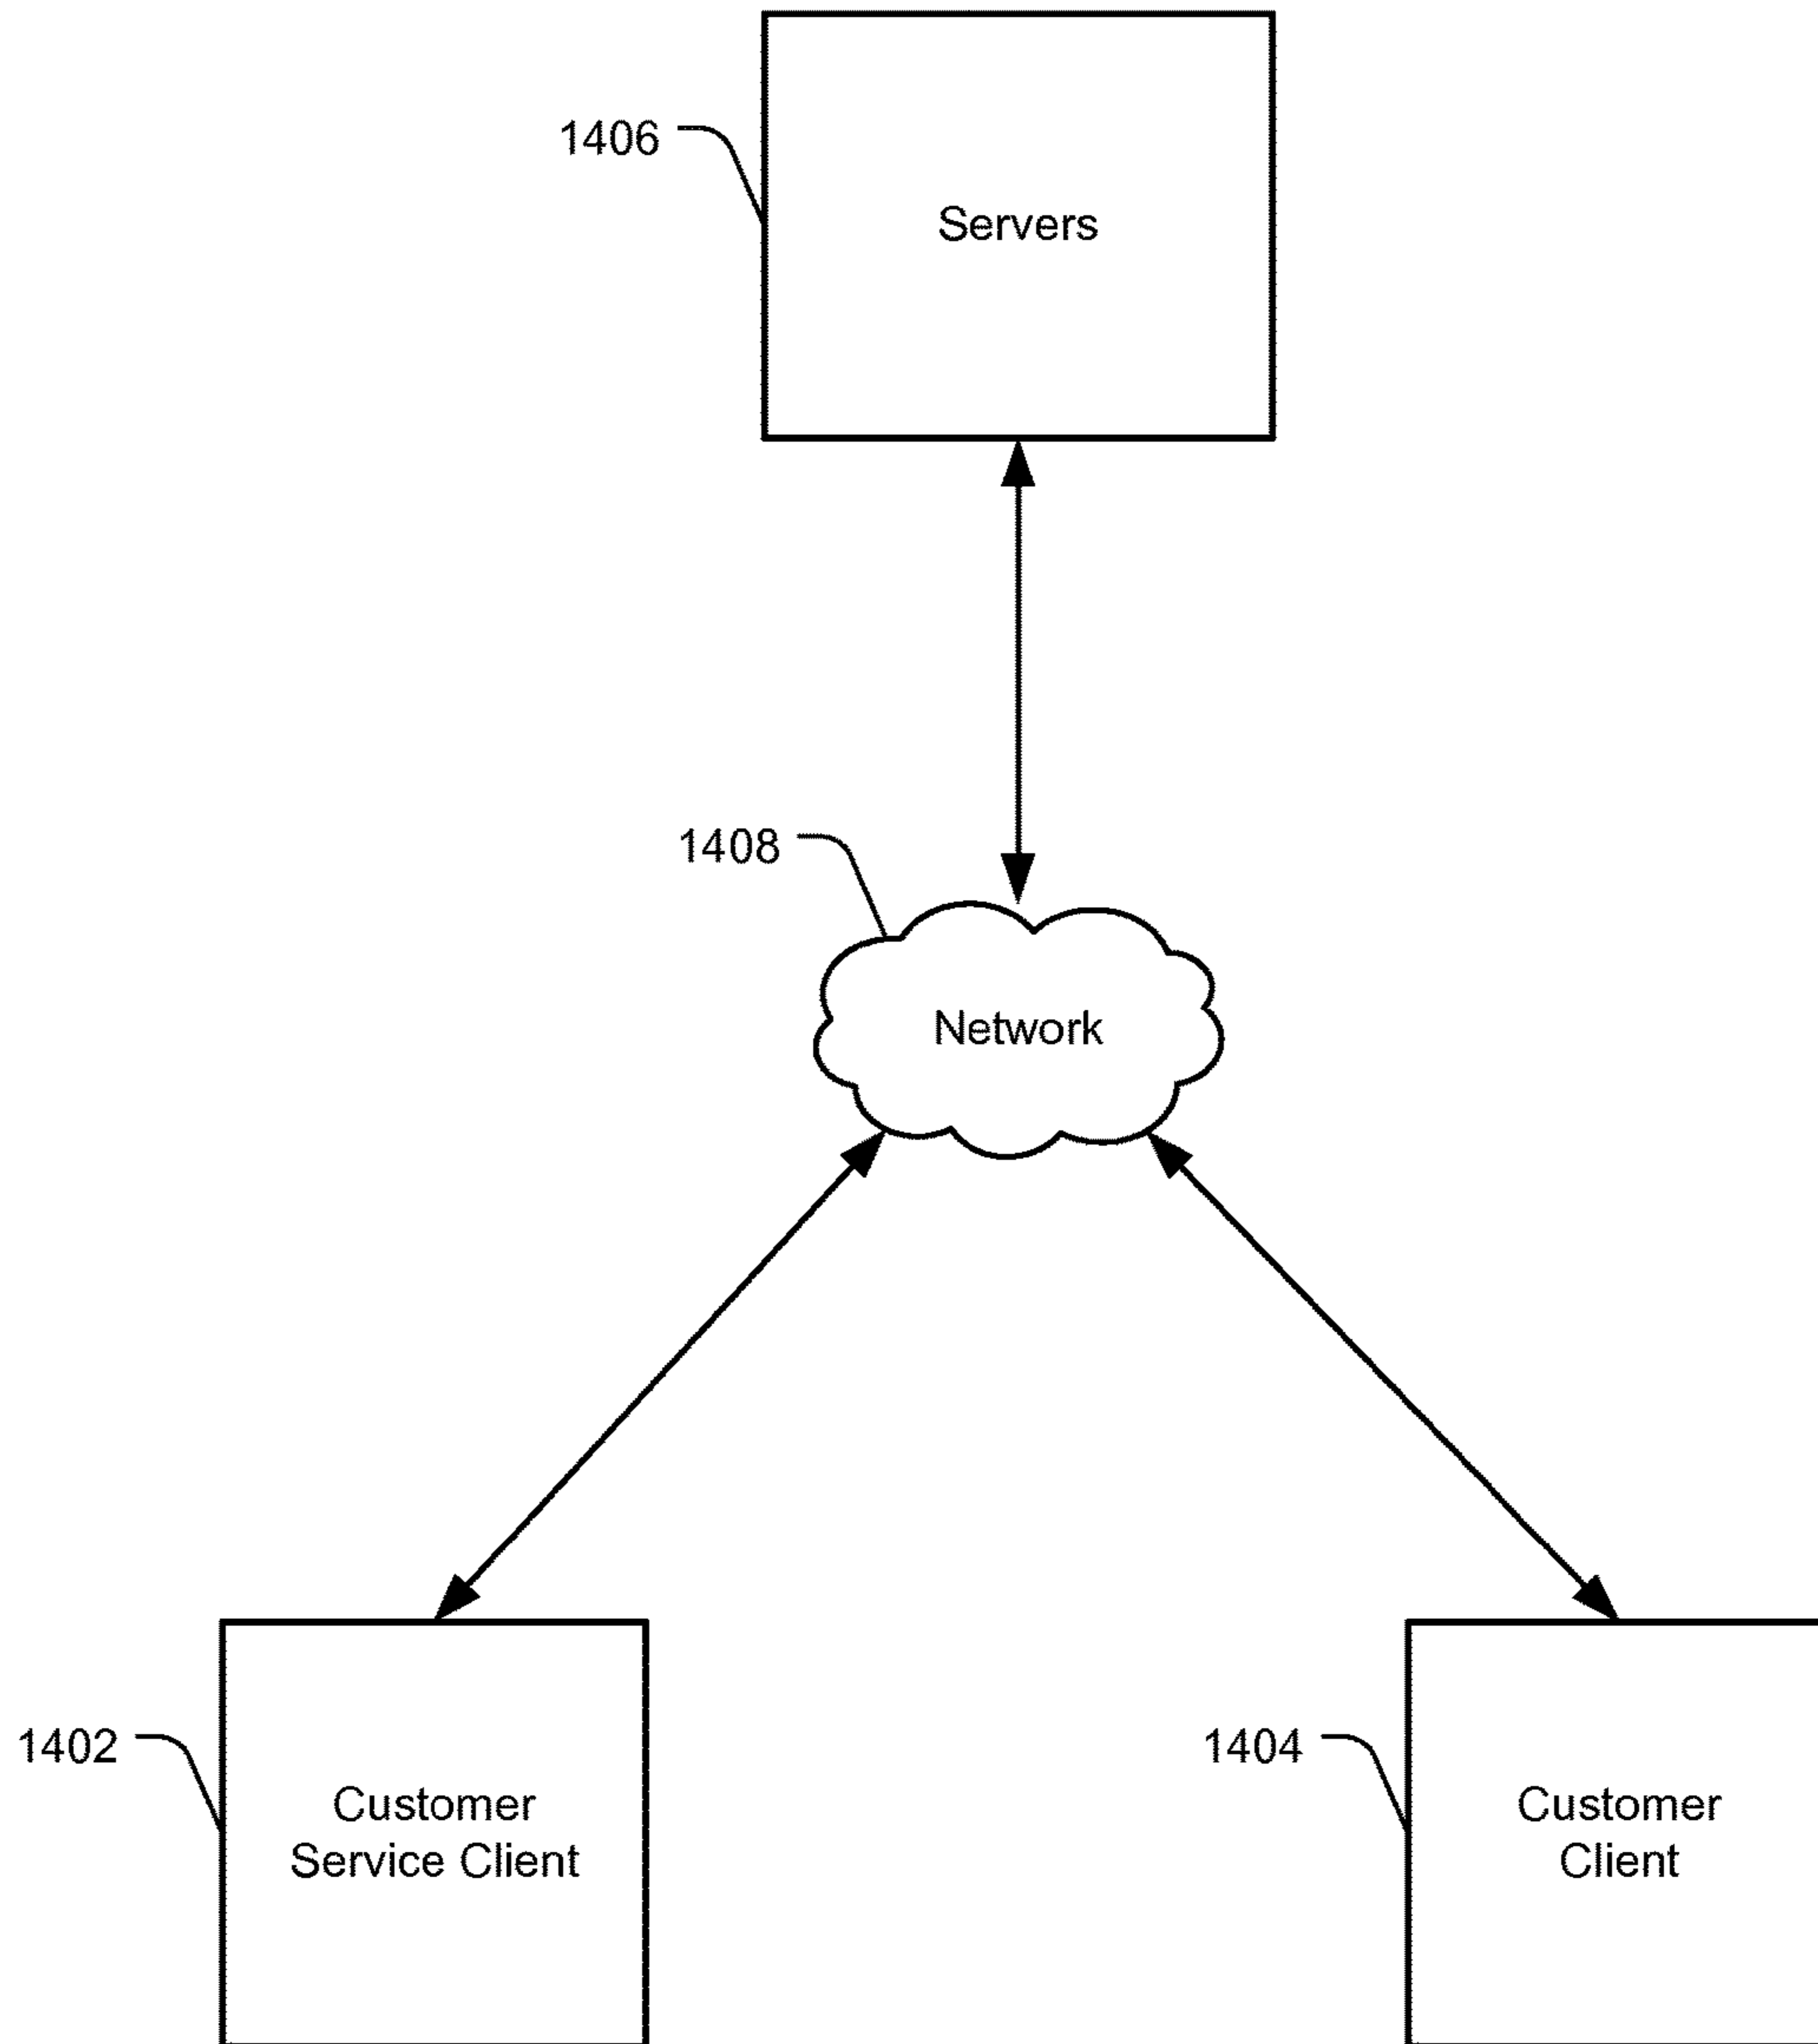 1406
Servers
1408
Network
1402
Customer
Service Client
1404
Customer
Client